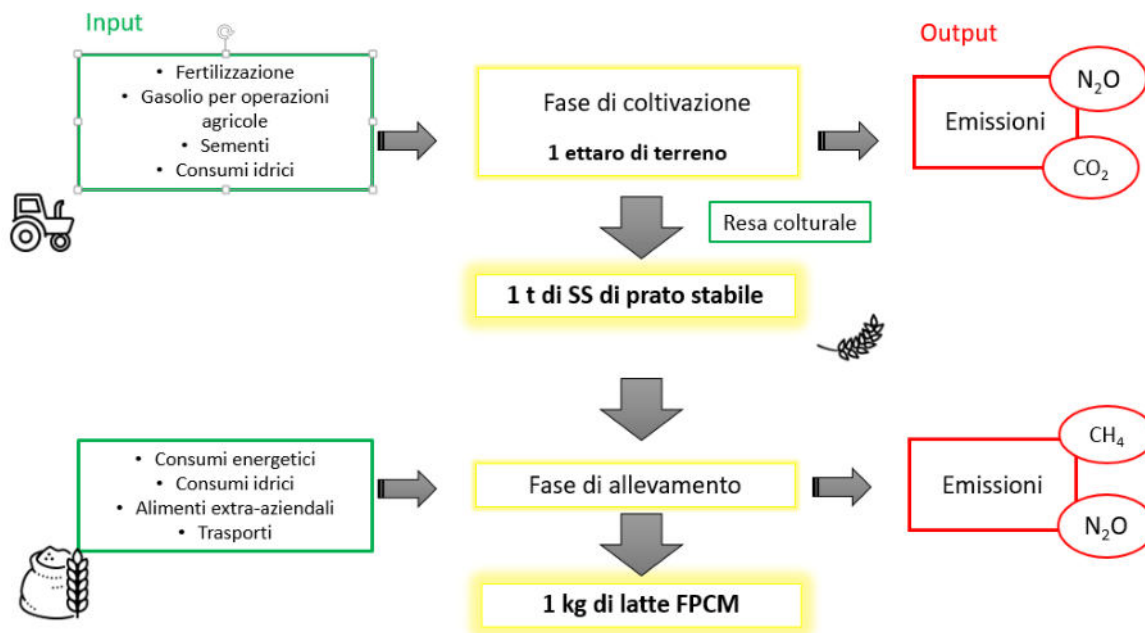 Input
Output
• Fertilizzazione
• Gasolio per operazioni
agricole
• Sementi
• Consumi idrici
Fase di coltivazione
1 ettaro di terreno
Emissioni
N₂O
CO₂
Resa colturale
1 t di SS di prato stabile
• Consumi energetici
• Consumi idrici
• Alimenti extra-aziendali
• Trasporti
Fase di allevamento
Emissioni
CH₄
N₂O
1 kg di latte FPCM